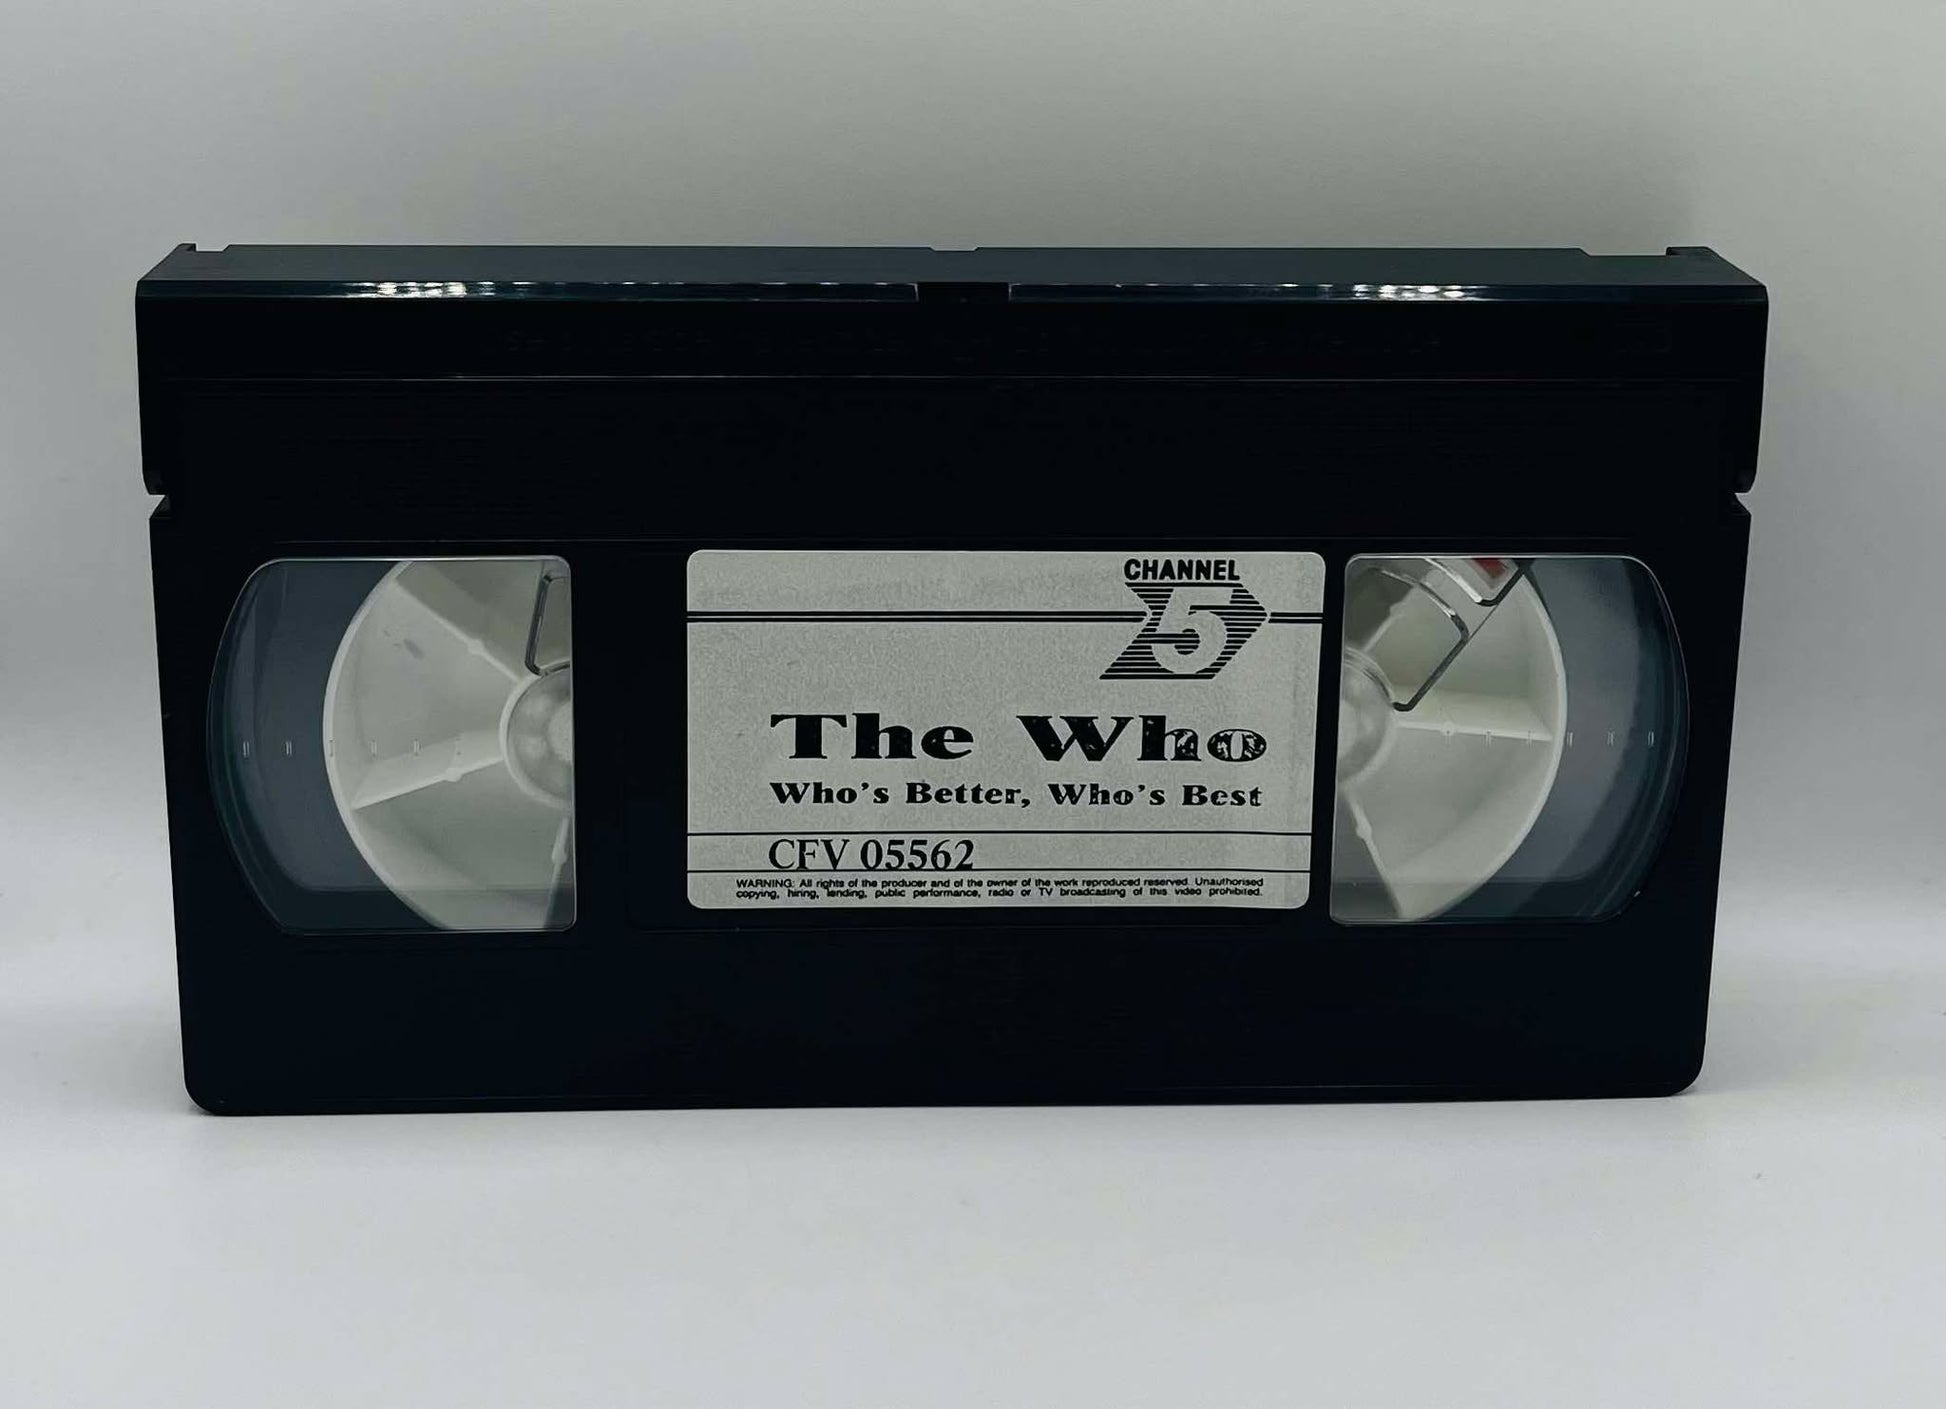 CHANNEL
5
The Who
Who's Better, Who's Best
CFV 05562
WARNING: All rights of the producer and of the owner of the work reproduced reserved. Unauthorised
copying, hiring, lending, public performance, radio or TV broadcasting of this video prohibited.